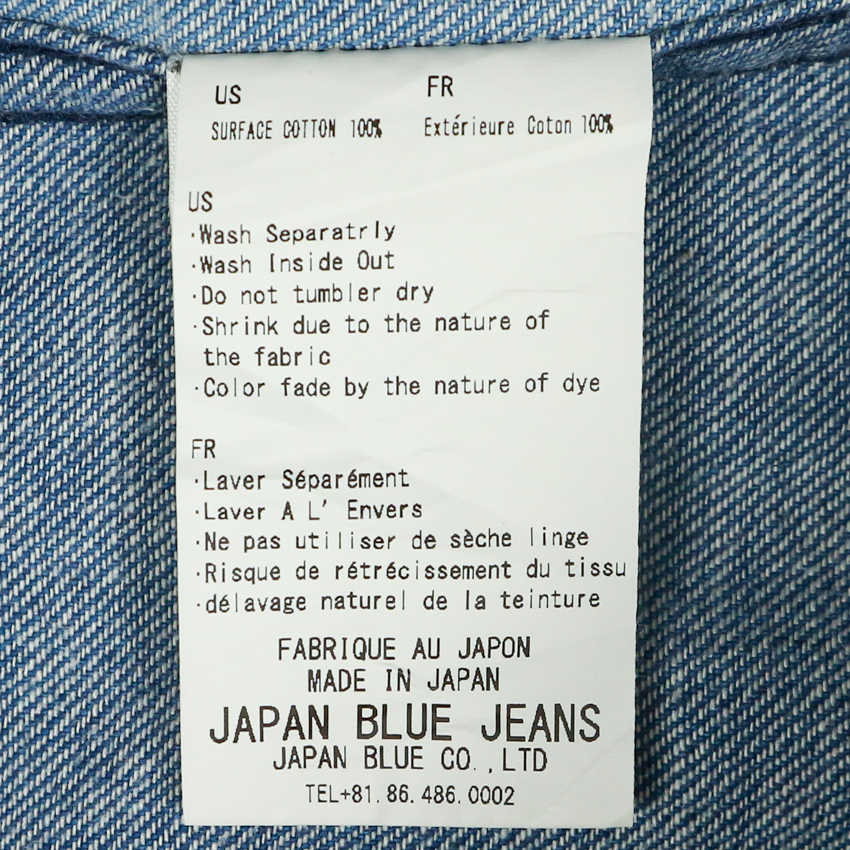 US FR
SURFACE COTTON 100% Extérieure Coton 100%
US
·Wash Separatrly
·Wash Inside Out
·Do not tumbler dry
·Shrink due to the nature of
the fabric
·Color fade by the nature of dye
FR
·Laver Séparément
·Laver A L' Envers
·Ne pas utiliser de sèche linge
·Risque de rétrécissement du tissu
·délavage naturel de la teinture
FABRIQUE AU JAPON
MADE IN JAPAN
JAPAN BLUE JEANS
JAPAN BLUE CO.,LTD
TEL+81.86.486.0002